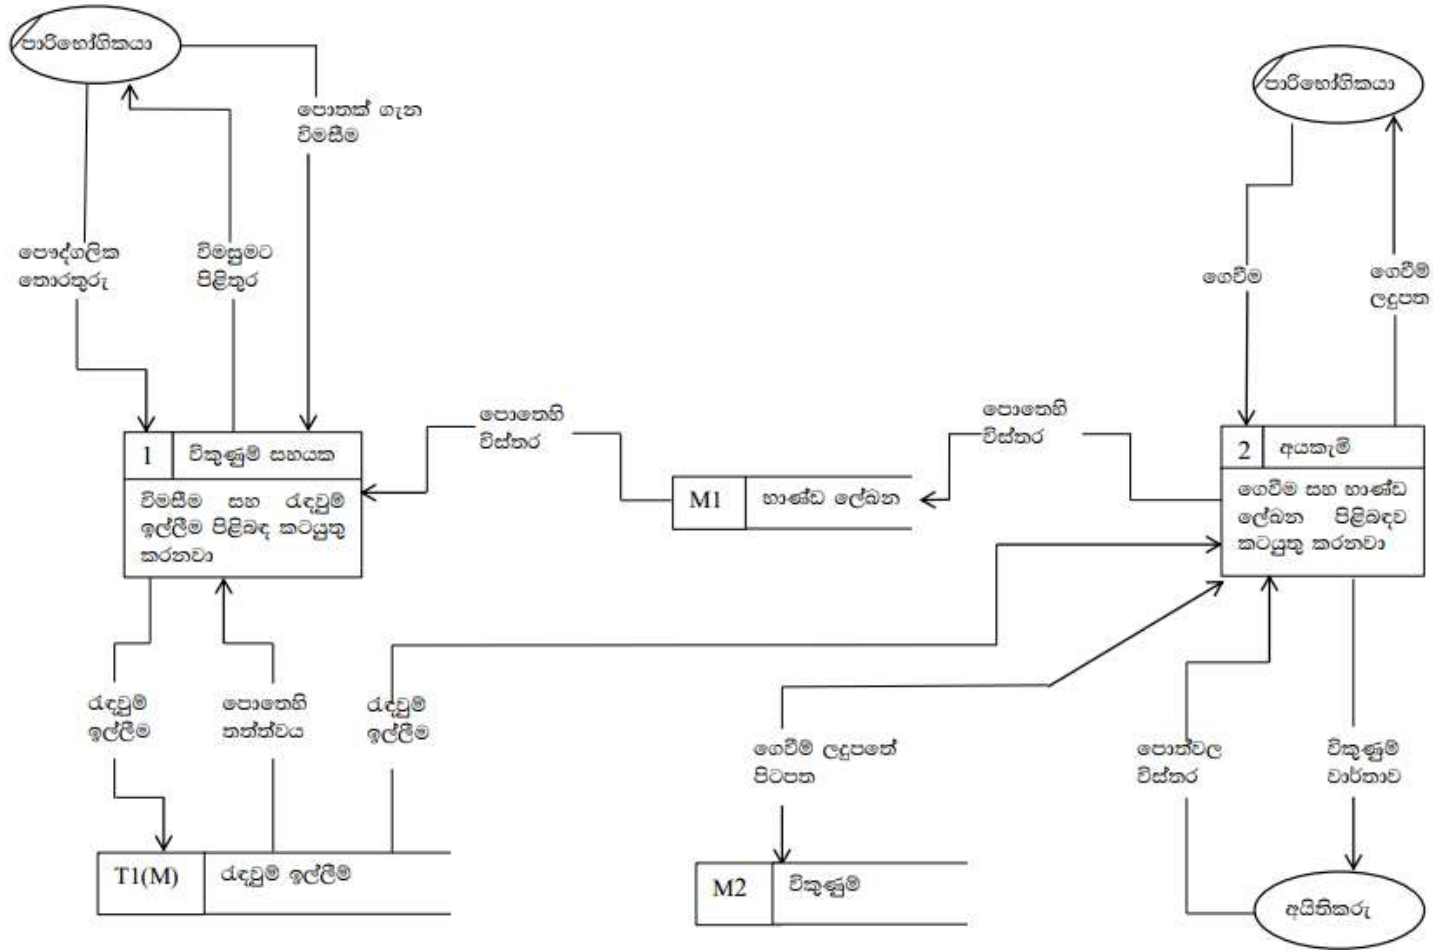 පාරිභෝගිකයා
පාරිභෝගිකයා
පොතක් ගැන
විමසීම
පෞද්ගලික
තොරතුරු
විමසුමට
පිළිතුර
ගෙවීම
ගෙවීම්
ලදුපත
පොතෙහි
විස්තර
පොතෙහි
විස්තර
1 විකුණුම් සහයක
විමසීම සහ රැඳවුම්
ඉල්ලීම පිළිබඳ කටයුතු
කරනවා
M1 භාණ්ඩ ලේඛන
2 අයකැමි
ගෙවීම සහ භාණ්ඩ
ලේඛන පිළිබඳව
කටයුතු කරනවා
රැඳවුම්
ඉල්ලීම
පොතෙහි
තත්ත්වය
රැඳවුම්
ඉල්ලීම
ගෙවීම් ලදුපතේ
පිටපත
පොත්වල
විස්තර
විකුණුම්
වාර්තාව
T1(M) රැඳවුම් ඉල්ලීම්
M2 විකුණුම්
අයිතිකරු